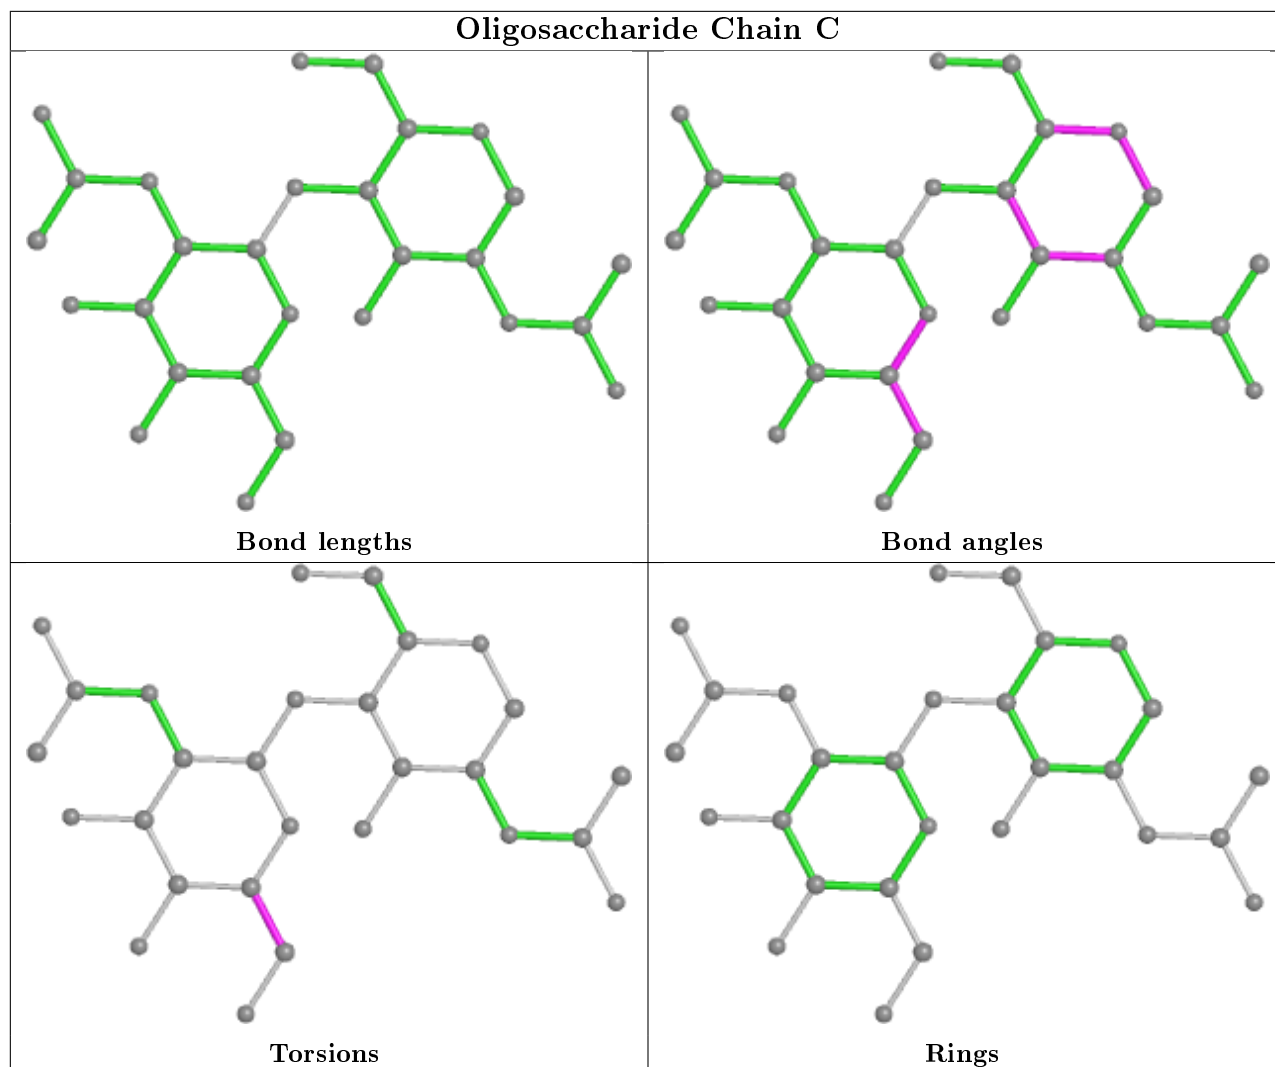 Oligosaccharide Chain C
Bond lengths
Bond angles
Torsions
Rings